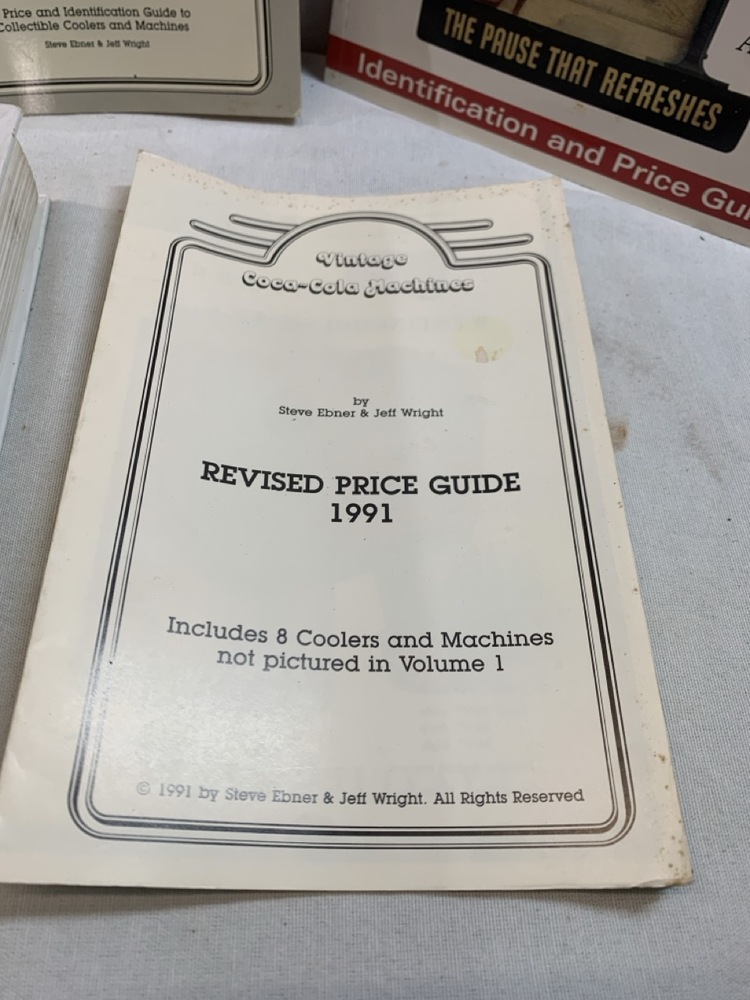 Price and Identification Guide to
Collectible Coolers and Machines
Steve Ebner & Jeff Wright
THE PAUSE THAT REFRESHES
Identification and Price Gui
Vintage
Coca-Cola Machines
by
Steve Ebner & Jeff Wright
REVISED PRICE GUIDE
1991
Includes 8 Coolers and Machines
not pictured in Volume 1
© 1991 by Steve Ebner & Jeff Wright. All Rights Reserved